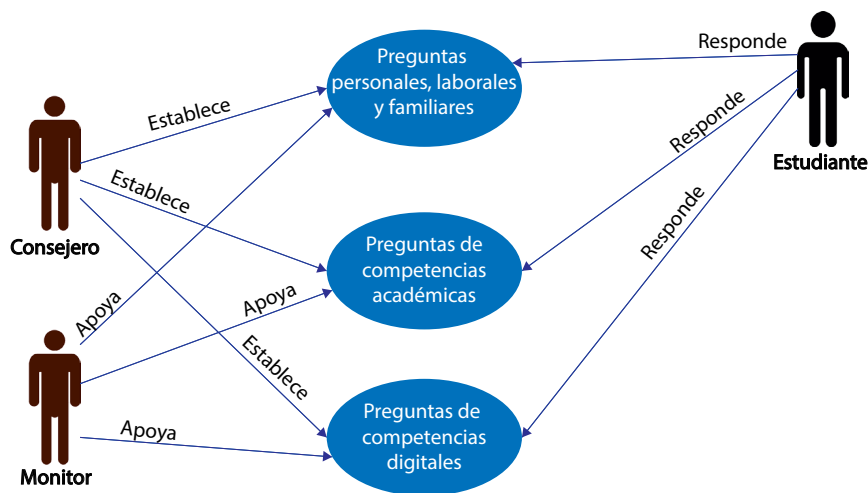 Preguntas
personales, laborales
y familiares
Responde
Establece
Responde
Estudiante
Establece
Consejero
Preguntas de
competencias
académicas
Responde
Apoya
Apoya
Establece
Preguntas de
competencias
digitales
Apoya
Monitor